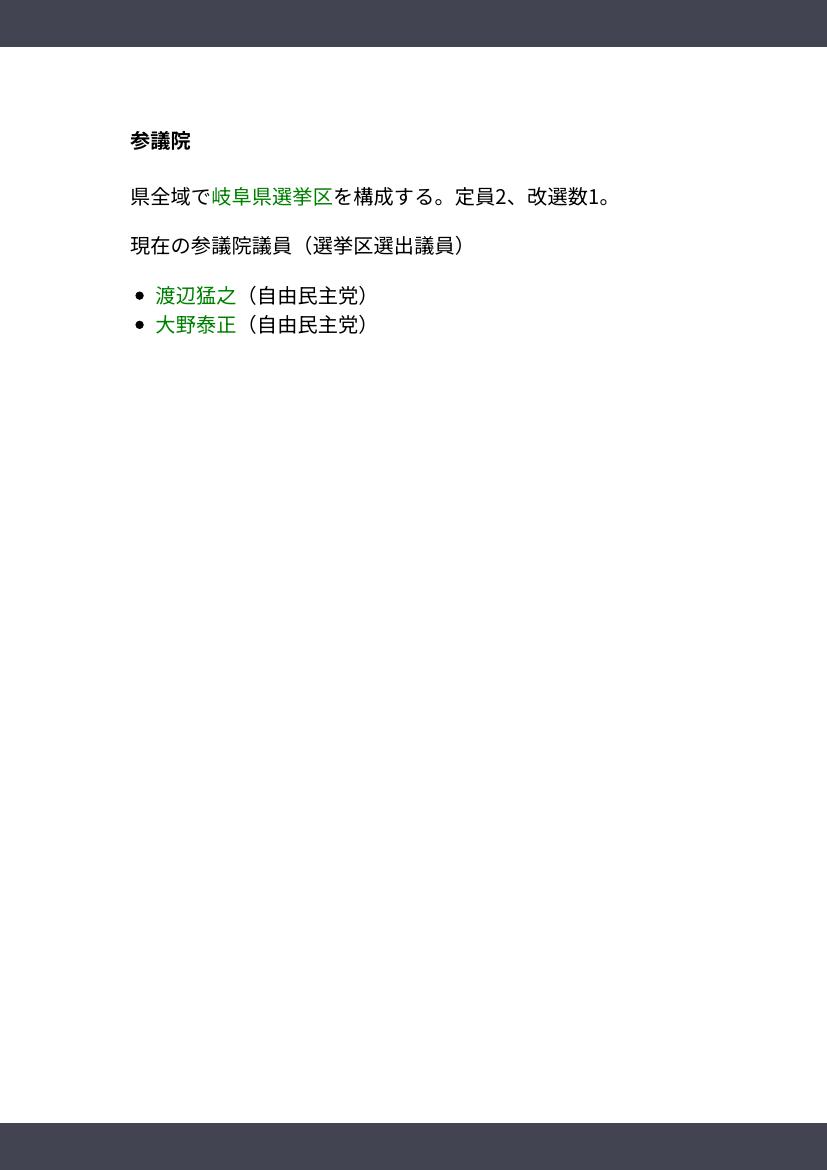 参議院
県全域で岐阜県選挙区を構成する。定員2、改選数1。
現在の参議院議員（選挙区選出議員）
• 渡辺猛之（自由民主党）
• 大野泰正（自由民主党）